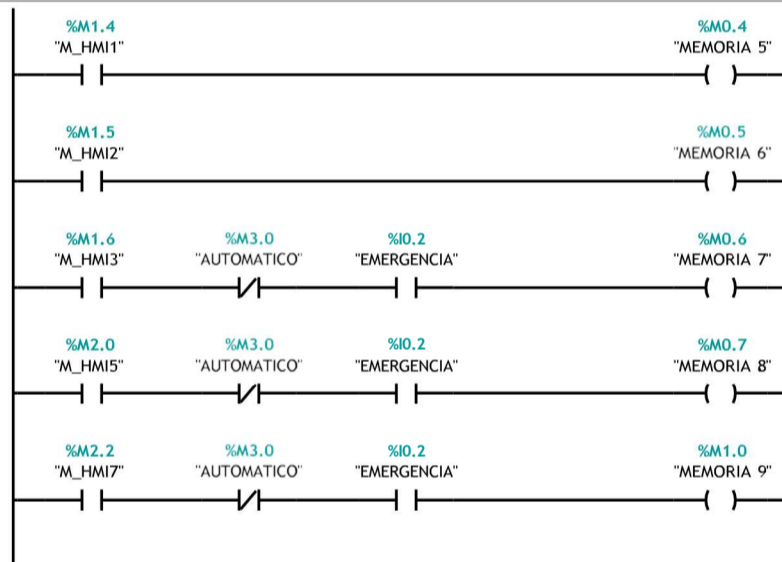 %M1.4 %M0.4
"M_HMI1" "MEMORIA 5"
%M1.5 %M0.5
"M_HMI2" "MEMORIA 6"
%M1.6 %M3.0 %I0.2 %M0.6
"M_HMI3" "AUTOMATICO" "EMERGENCIA" "MEMORIA 7"
%M2.0 %M3.0 %I0.2 %M0.7
"M_HMI5" "AUTOMATICO" "EMERGENCIA" "MEMORIA 8"
%M2.2 %M3.0 %I0.2 %M1.0
"M_HMI7" "AUTOMATICO" "EMERGENCIA" "MEMORIA 9"